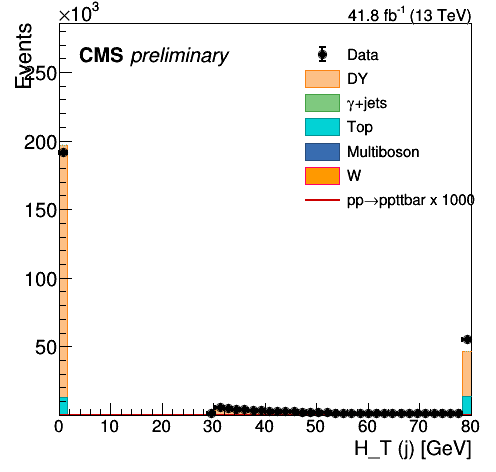 ×10³
41.8 fb⁻¹ (13 TeV)
Events
CMS preliminary
Data
DY
γ+jets
Top
Multiboson
W
pp→ppttbar x 1000
250
200
150
100
50
0 10 20 30 40 50 60 70 80
H_T (j) [GeV]